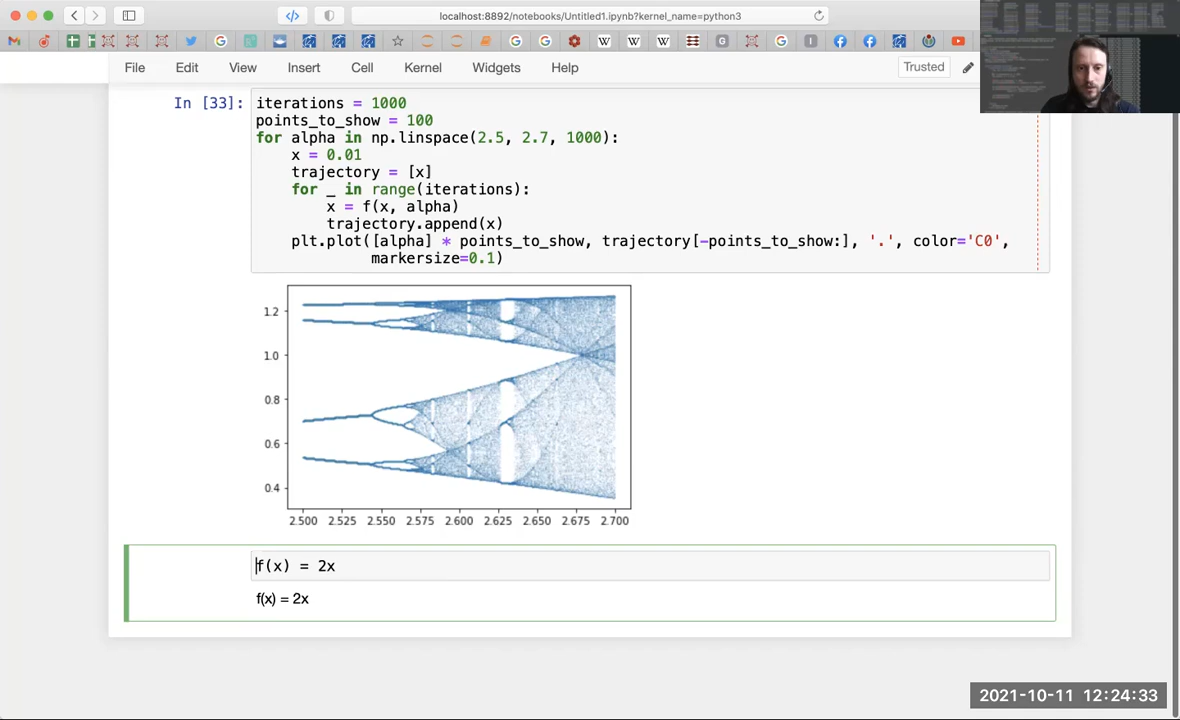 localhost:8892/notebooks/Untitled1.ipynb?kernel_name=python3
File Edit View Insert Cell Kernel Widgets Help Trusted
In [33]: iterations = 1000
points_to_show = 100
for alpha in np.linspace(2.5, 2.7, 1000):
x = 0.01
trajectory = [x]
for _ in range(iterations):
x = f(x, alpha)
trajectory.append(x)
plt.plot([alpha] * points_to_show, trajectory[-points_to_show:], '.', color='C0',
markersize=0.1)
1.2
1.0
0.8
0.6
0.4
2.500 2.525 2.550 2.575 2.600 2.625 2.650 2.675 2.700
f(x) = 2x
f(x) = 2x
2021-10-11 12:24:33